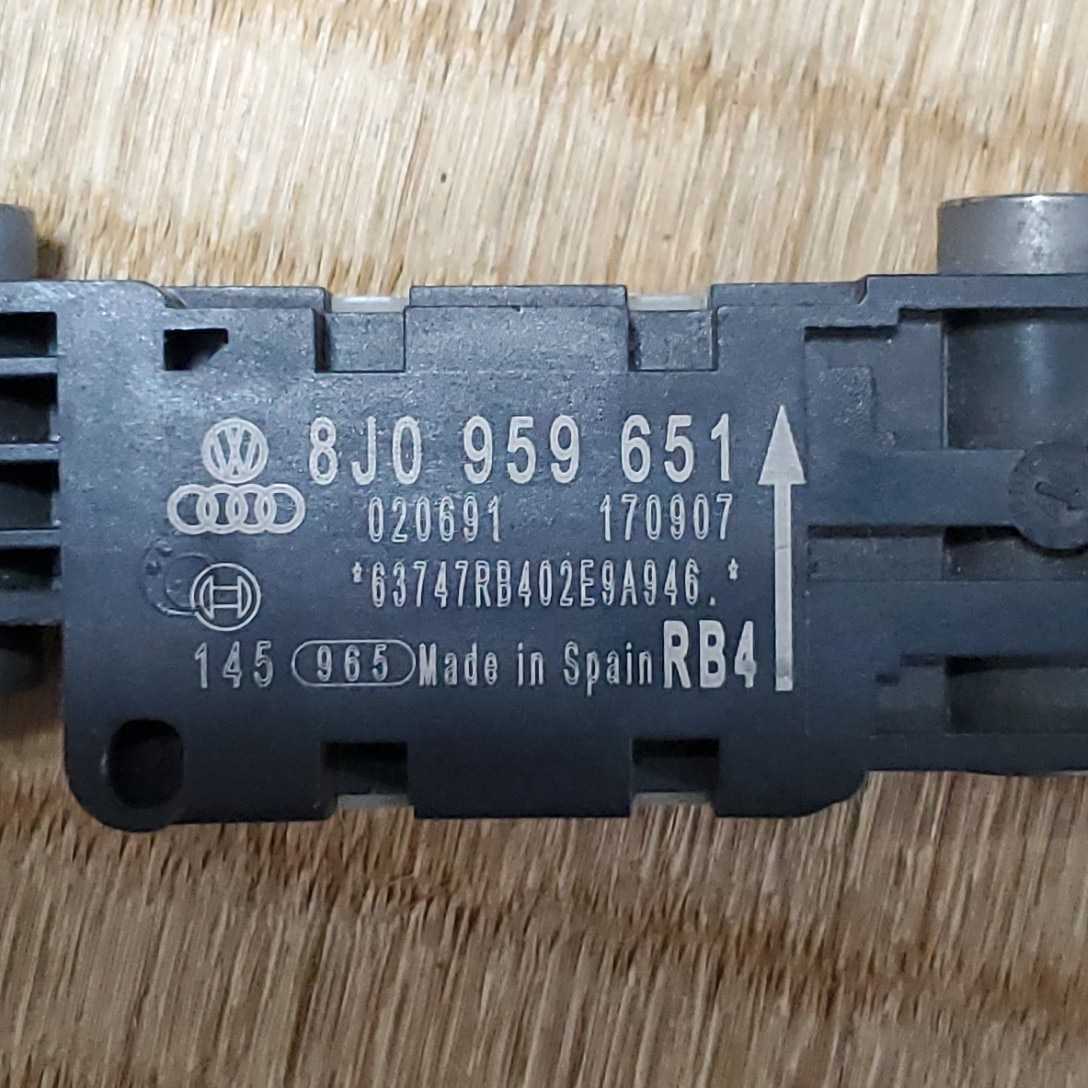 8J0 959 651
020691 170907
*63747RB402E9A946.*
145 965 Made in Spain RB4